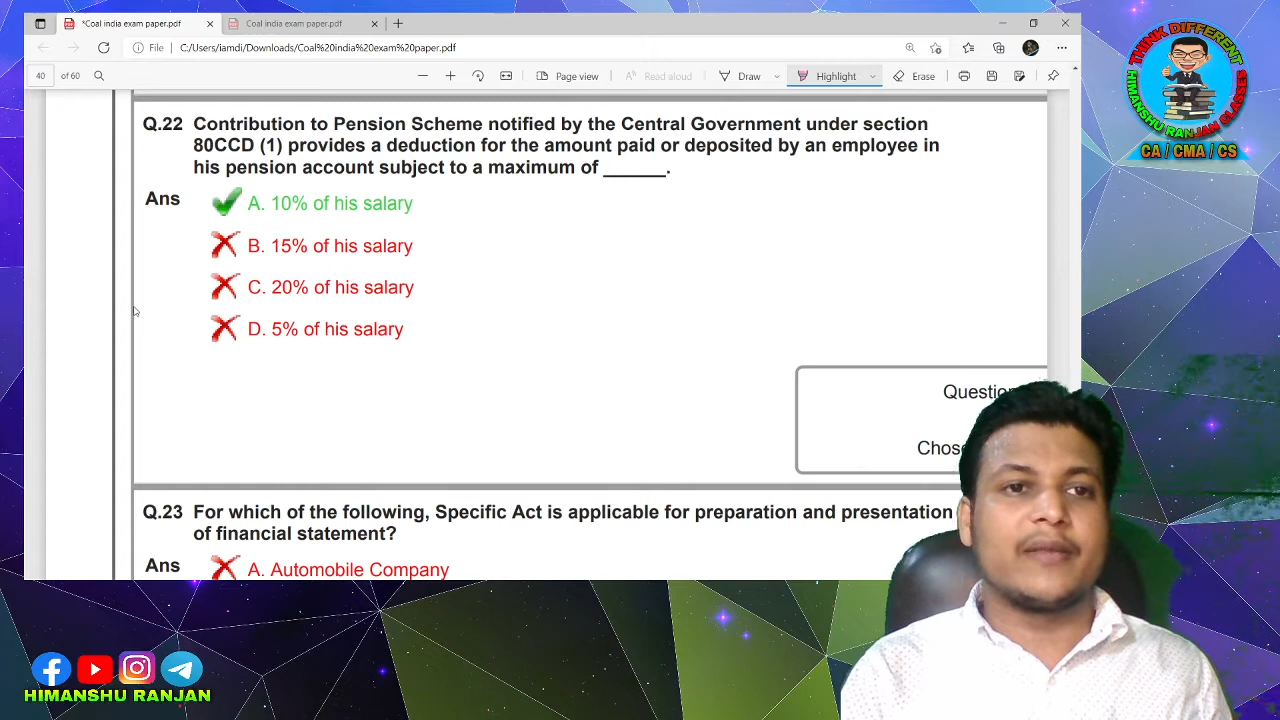 *Coal india exam paper.pdf
Coal india exam paper.pdf
File
C:/Users/iamdi/Downloads/Coal%20india%20exam%20paper.pdf
40 of 60
Page view
Read aloud
Draw
Highlight
Erase
THINK DIFFERENT
HIMANSHU RANJAN CLASSES
CA / CMA / CS
Q.22 Contribution to Pension Scheme notified by the Central Government under section
80CCD (1) provides a deduction for the amount paid or deposited by an employee in
his pension account subject to a maximum of ______.
Ans
A. 10% of his salary
B. 15% of his salary
C. 20% of his salary
D. 5% of his salary
Q.23 For which of the following, Specific Act is applicable for preparation and presentation
of financial statement?
Ans
A. Automobile Company
HIMANSHU RANJAN